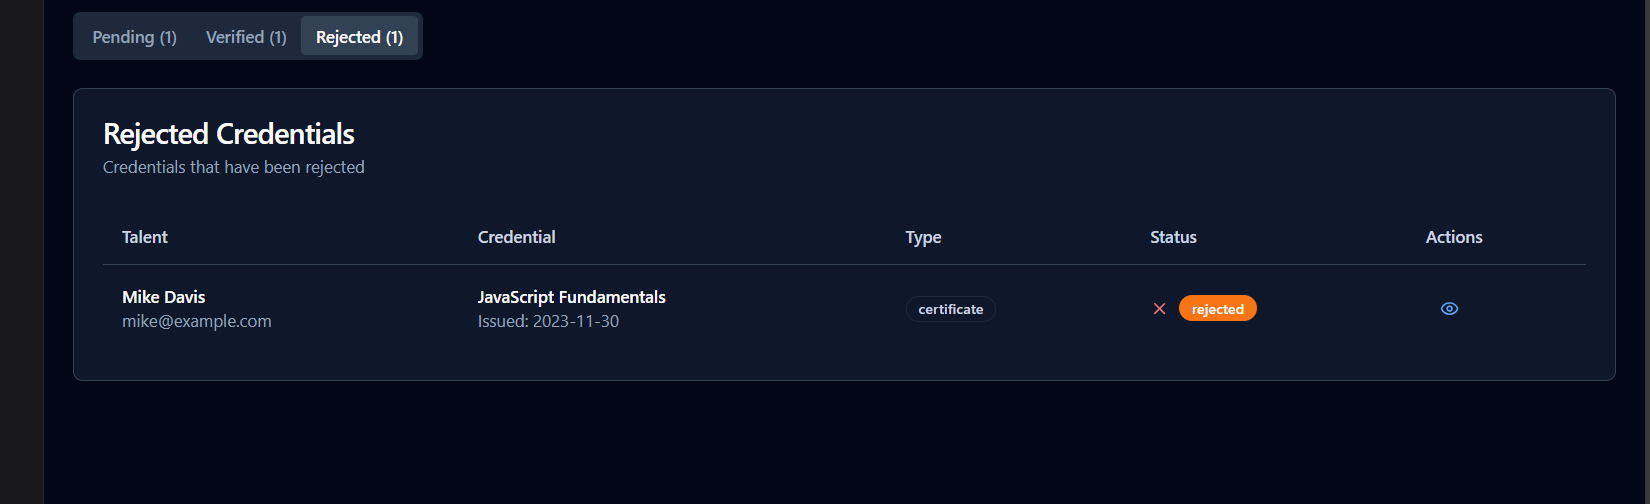 Pending (1) Verified (1) Rejected (1)
Rejected Credentials
Credentials that have been rejected
Talent Credential Type Status Actions
Mike Davis JavaScript Fundamentals
certificate rejected
mike@example.com Issued: 2023-11-30